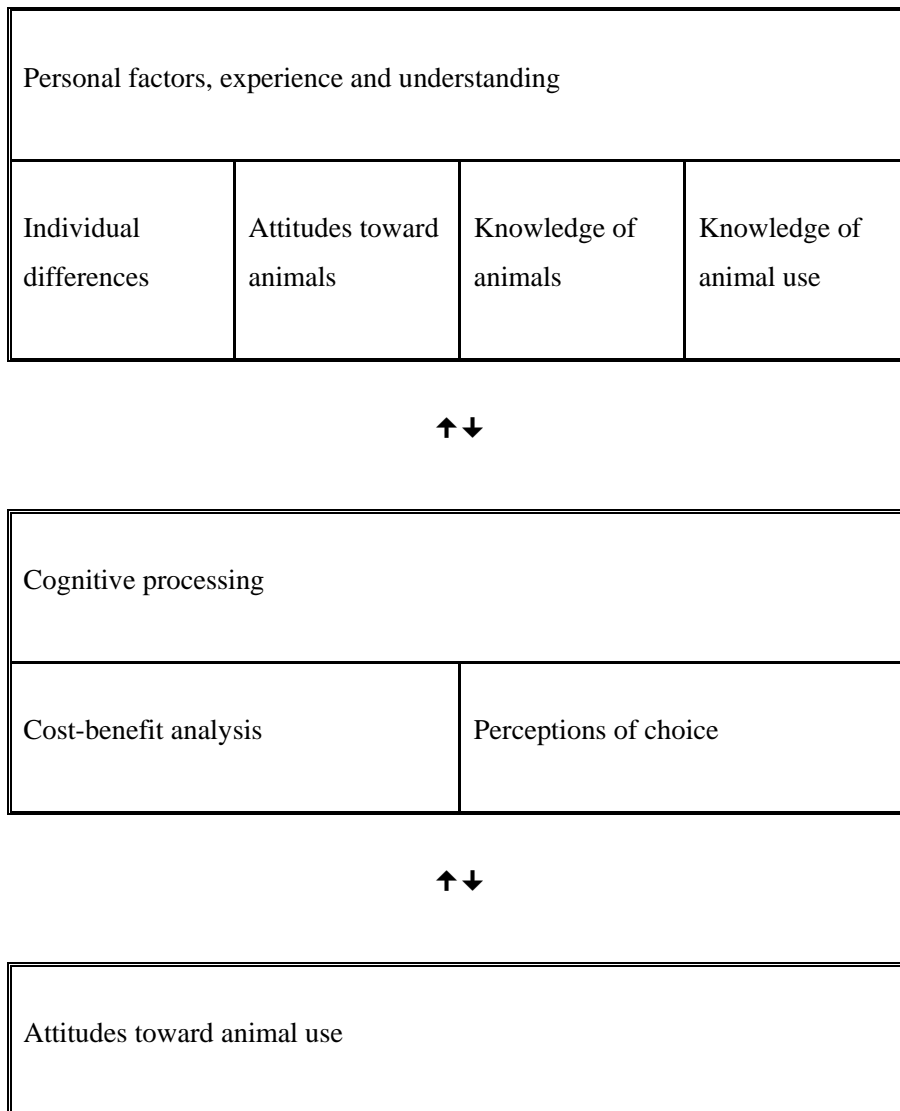 Personal factors, experience and understanding
Individual differences
Attitudes toward animals
Knowledge of animals
Knowledge of animal use
↑↓
Cognitive processing
Cost-benefit analysis
Perceptions of choice
↑↓
Attitudes toward animal use